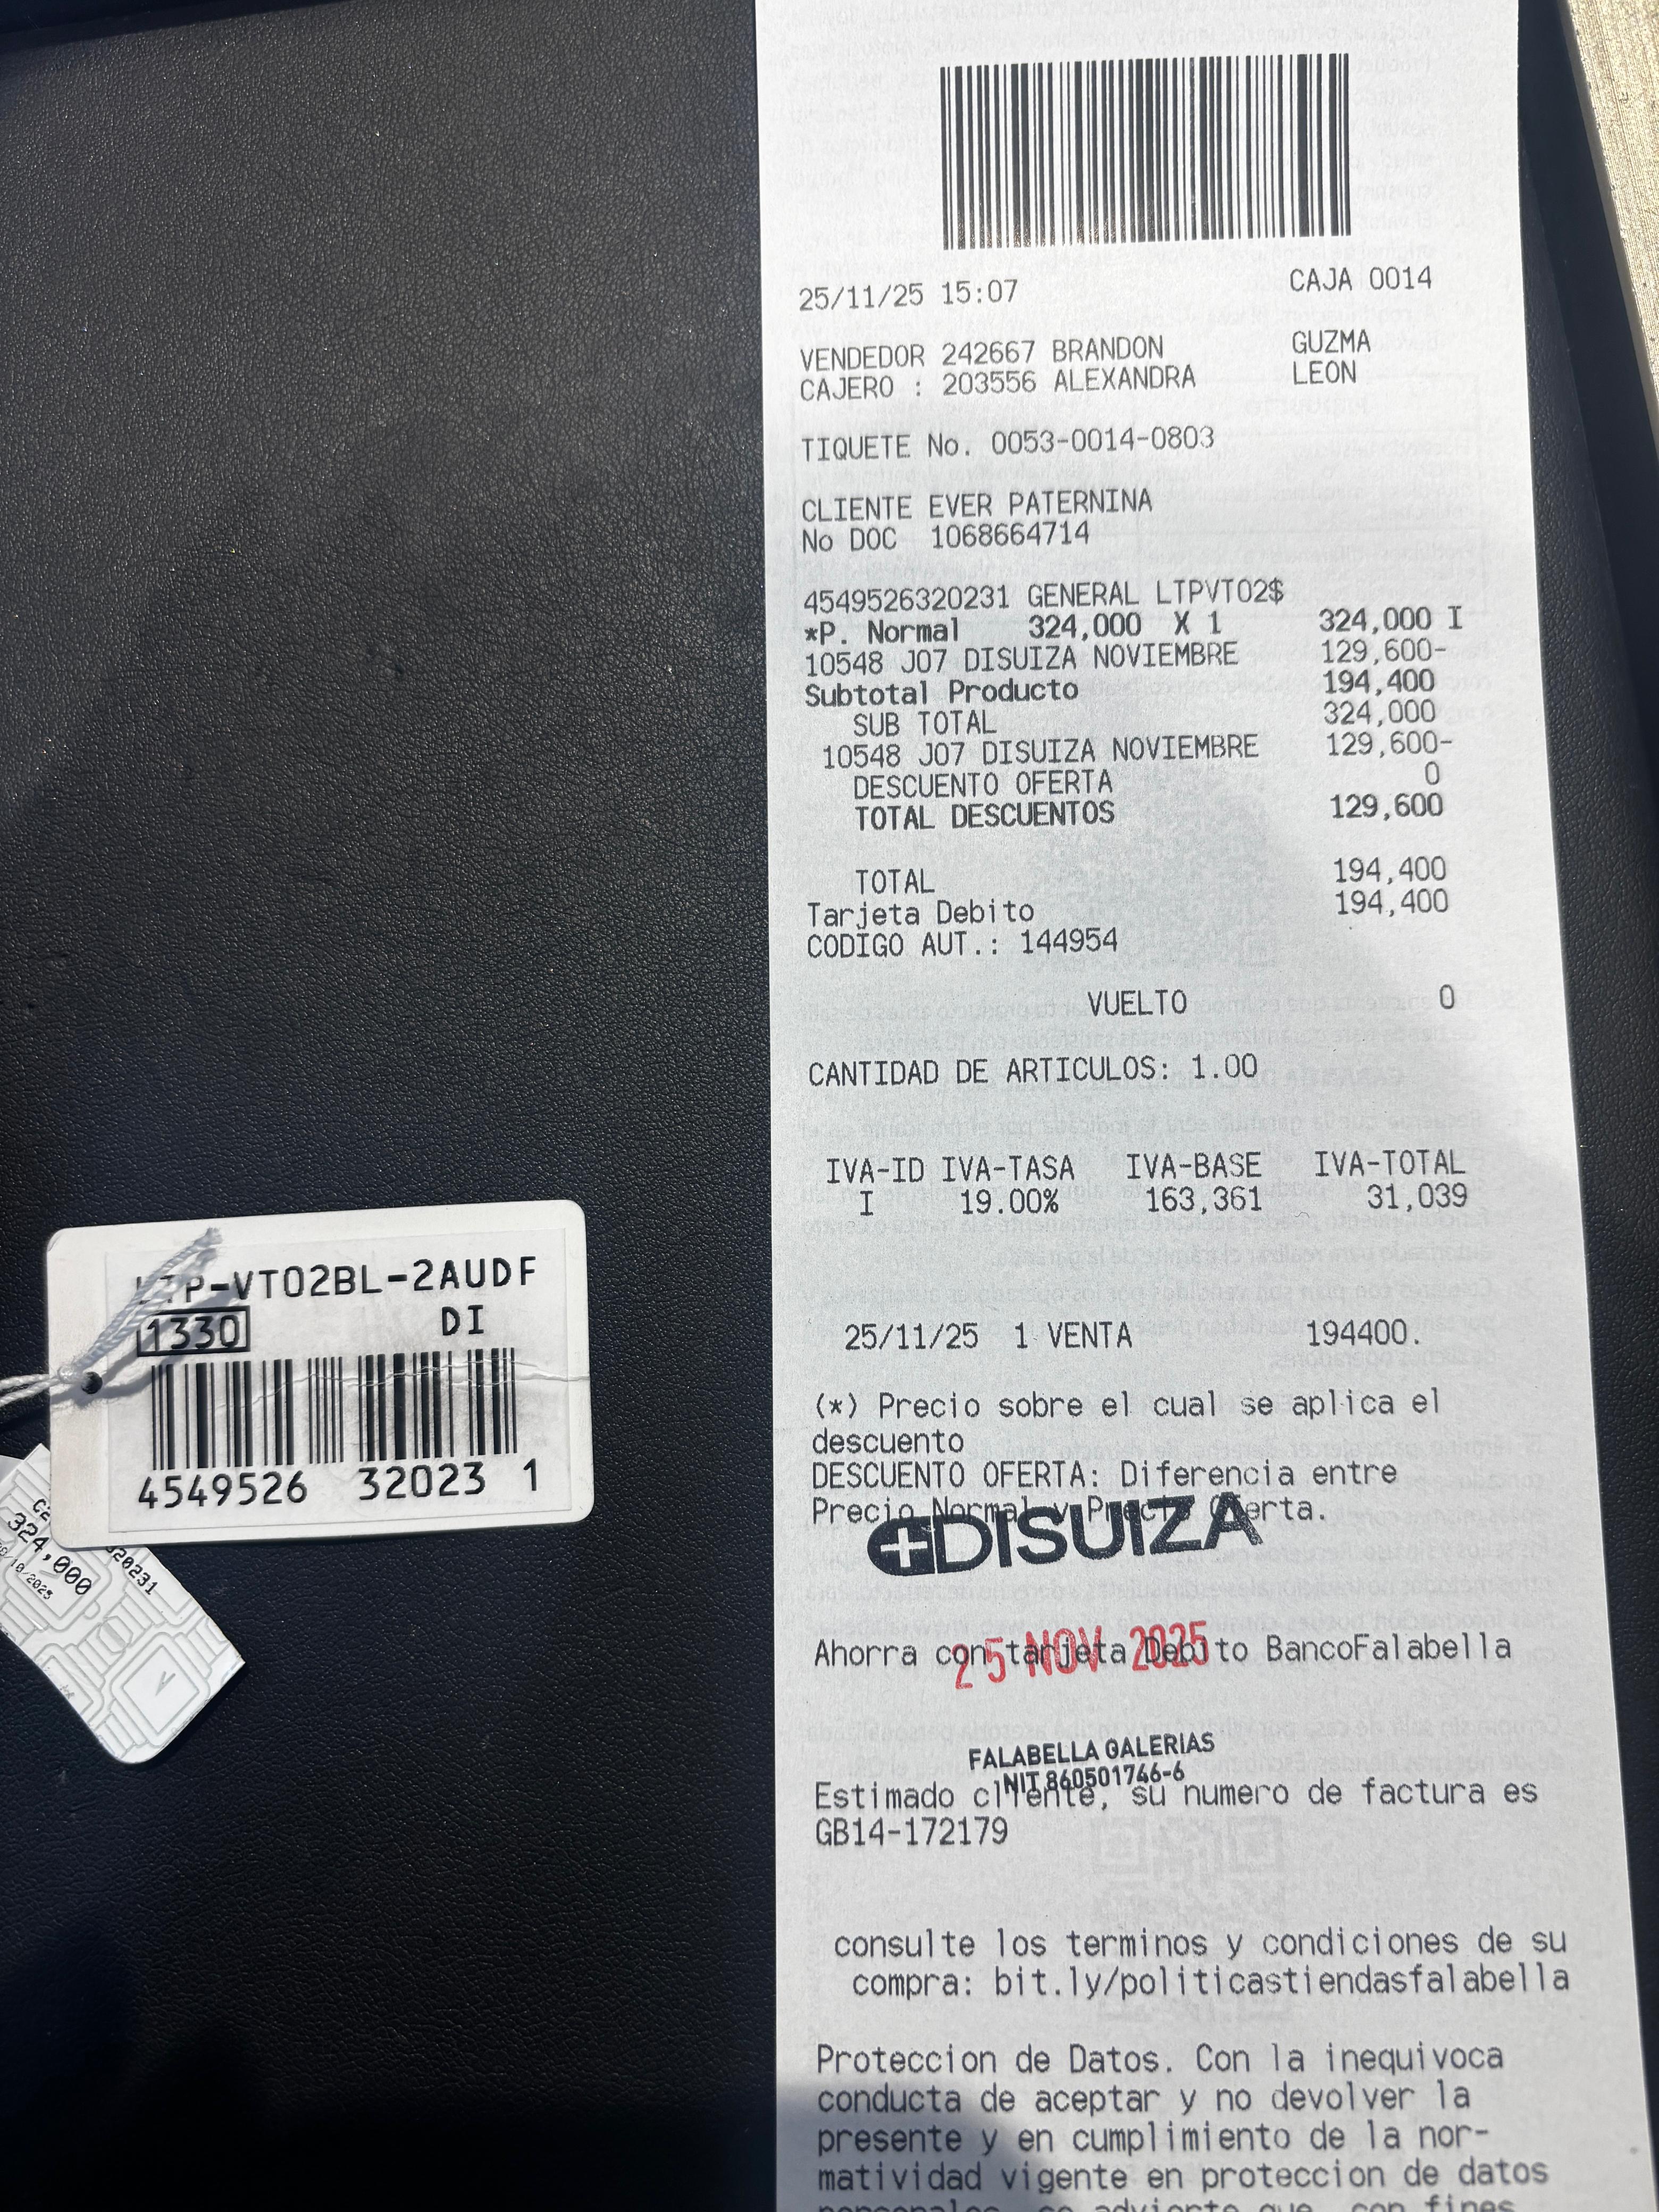 25/11/25 15:07 CAJA 0014
VENDEDOR 242667 BRANDON GUZMA
CAJERO : 203556 ALEXANDRA LEON
TIQUETE No. 0053-0014-0803
CLIENTE EVER PATERNINA
No DOC 1068664714
4549526320231 GENERAL LTPVT02$
*P. Normal 324,000 X 1 324,000 I
10548 J07 DISUIZA NOVIEMBRE 129,600-
Subtotal Producto 194,400
SUB TOTAL 324,000
10548 J07 DISUIZA NOVIEMBRE 129,600-
DESCUENTO OFERTA 0
TOTAL DESCUENTOS 129,600
TOTAL 194,400
Tarjeta Debito 194,400
CODIGO AUT.: 144954
VUELTO 0
CANTIDAD DE ARTICULOS: 1.00
IVA-ID IVA-TASA IVA-BASE IVA-TOTAL
I 19.00% 163,361 31,039
25/11/25 1 VENTA 194400.
(*) Precio sobre el cual se aplica el
descuento
DESCUENTO OFERTA: Diferencia entre
Precio Normal y Precio Oferta.
DISUIZA
Ahorra con tarjeta Debito BancoFalabella
25 NOV 2025
FALABELLA GALERIAS
NIT 860501746-6
Estimado cliente, su numero de factura es
GB14-172179
consulte los terminos y condiciones de su
compra: bit.ly/politicastiendasfalabella
Proteccion de Datos. Con la inequivoca
conducta de aceptar y no devolver la
presente y en cumplimiento de la nor-
matividad vigente en proteccion de datos
LTP-VT02BL-2AUDF
1330 DI
4549526 32023 1
324,000
320231